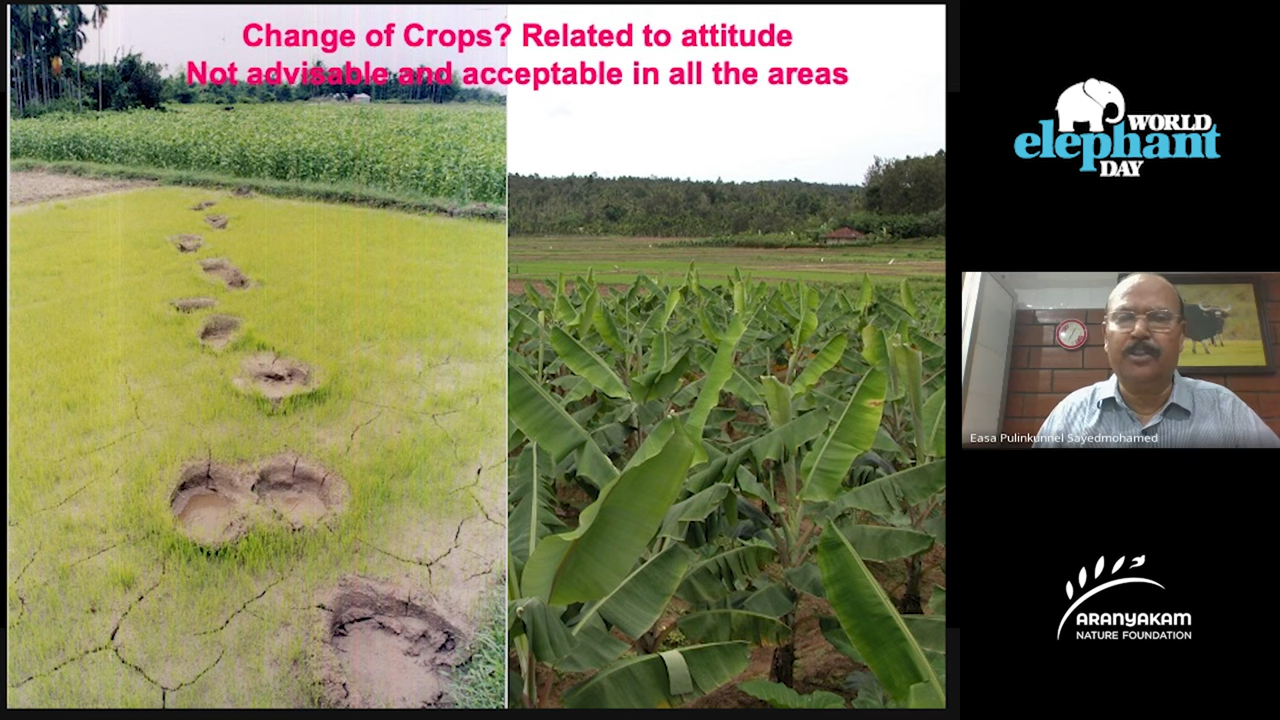 Change of Crops? Related to attitude
Not advisable and acceptable in all the areas
WORLD
elephant
DAY
Easa Pulinkunnel Sayedmohamed
ARANYAKAM
NATURE FOUNDATION